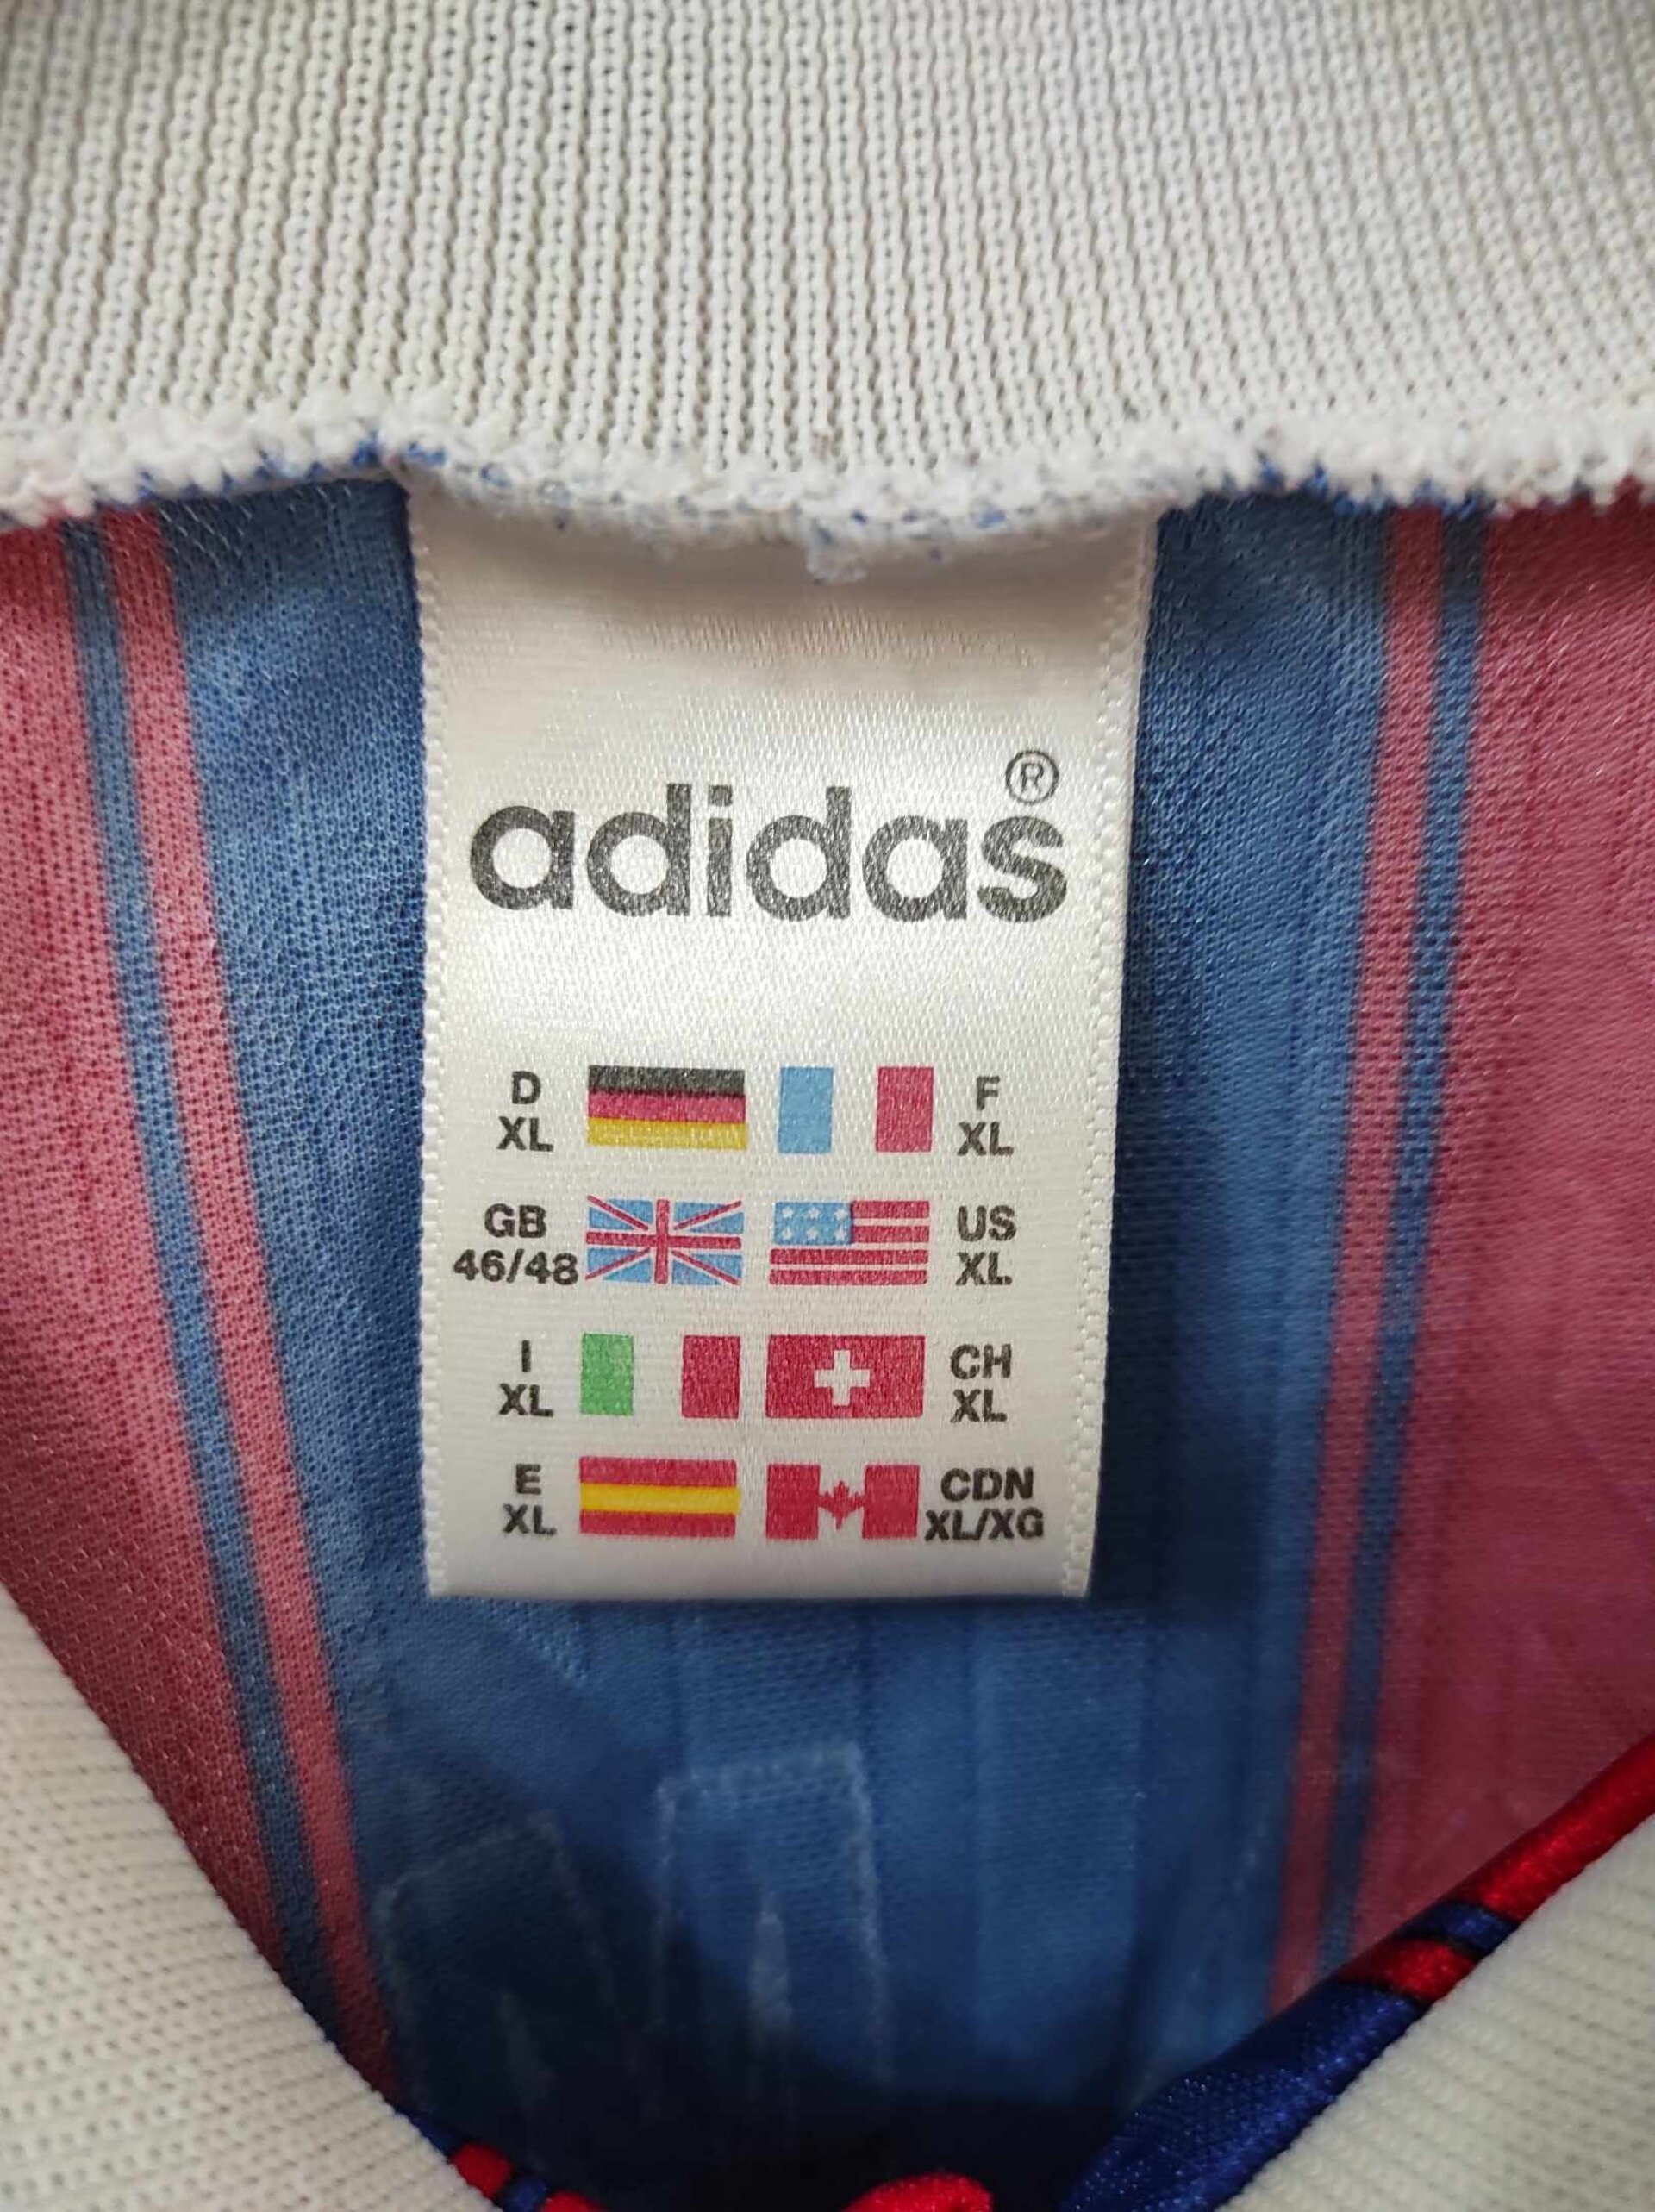 adidas®
D F
XL XL
GB US
46/48 XL
I CH
XL XL
E CDN
XL XL/XG